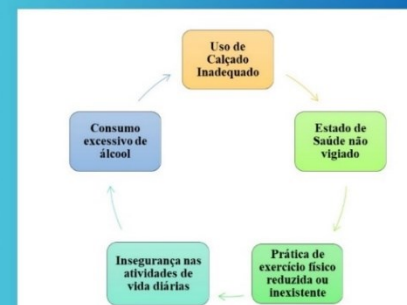 Uso de
Calçado
Inadequado
Estado de
Saúde não
vigiado
Prática de
exercício físico
reduzida ou
inexistente
Insegurança nas
atividades de
vida diárias
Consumo
excessivo de
álcool